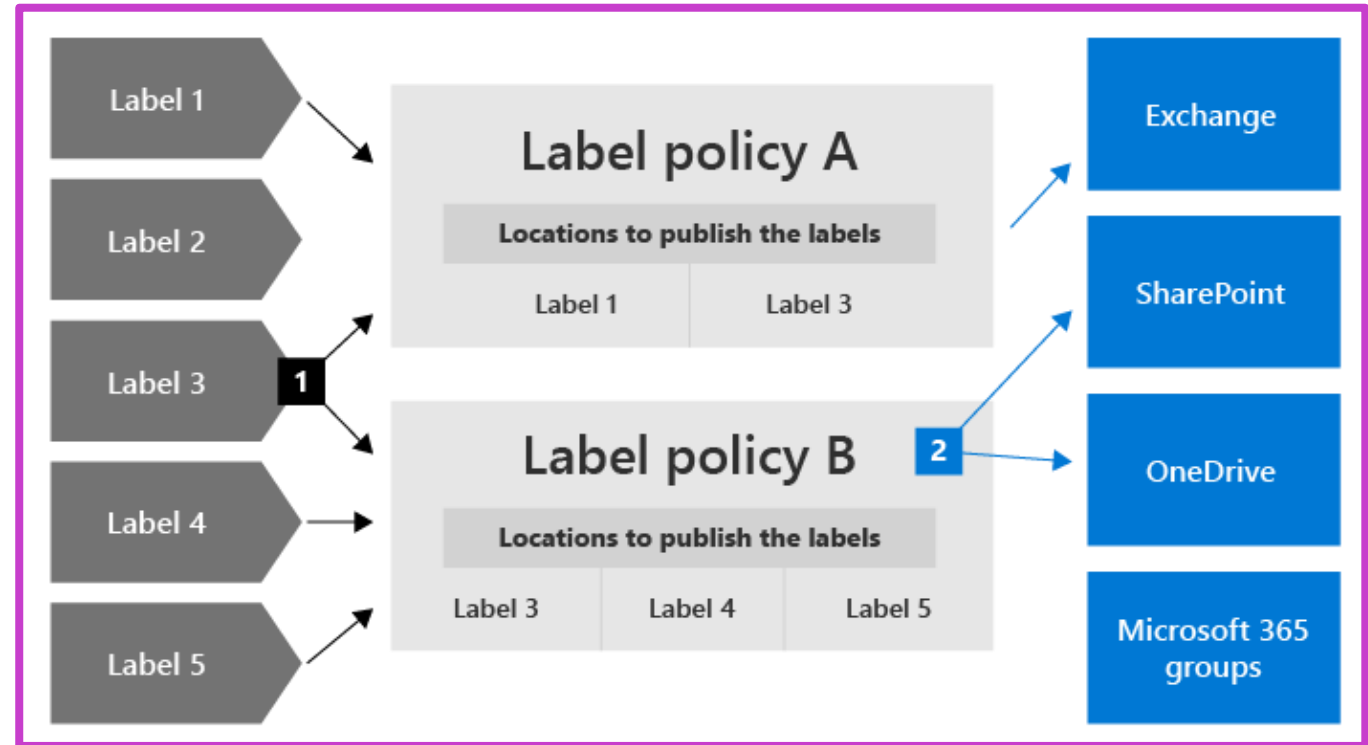 Label 1
Label 2
Label 3
1
Label 4
Label 5
Label policy A
Locations to publish the labels
Label 1
Label 3
Label policy B
2
Locations to publish the labels
Label 3
Label 4
Label 5
Exchange
SharePoint
OneDrive
Microsoft 365
groups